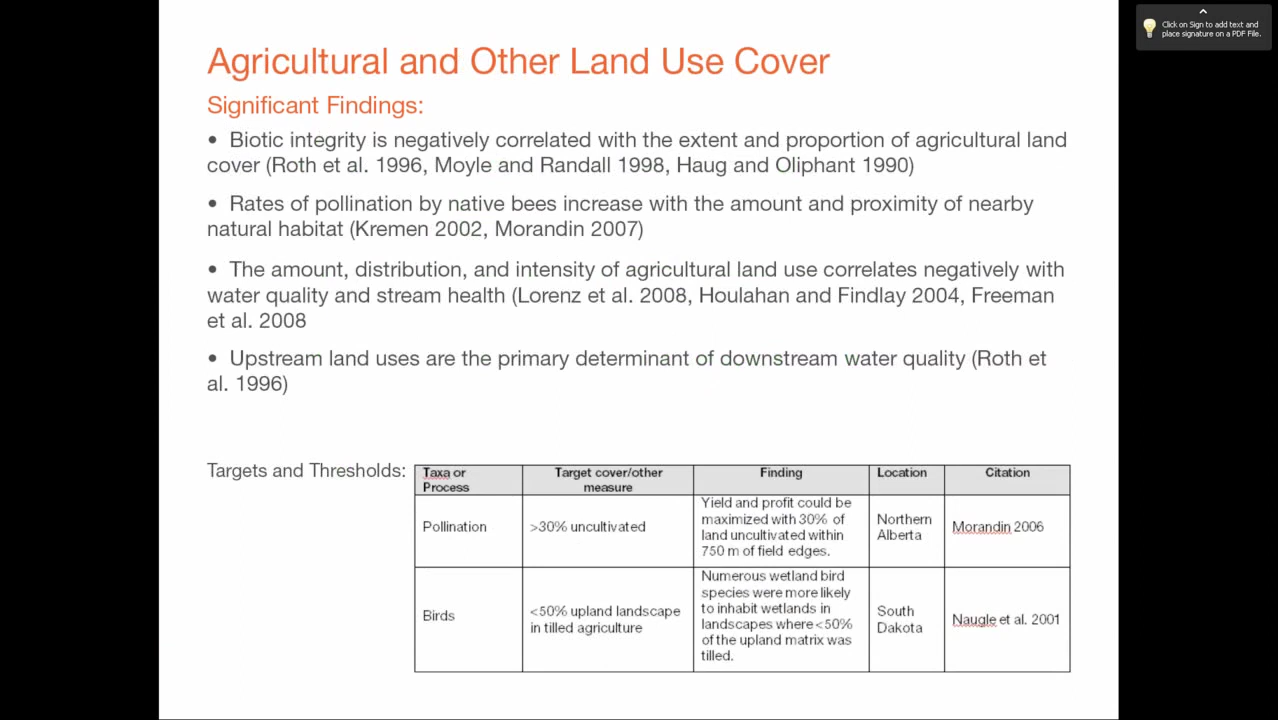 Click on Sign to add text and
place signature on a PDF File.
Agricultural and Other Land Use Cover
Significant Findings:
• Biotic integrity is negatively correlated with the extent and proportion of agricultural land
cover (Roth et al. 1996, Moyle and Randall 1998, Haug and Oliphant 1990)
• Rates of pollination by native bees increase with the amount and proximity of nearby
natural habitat (Kremen 2002, Morandin 2007)
• The amount, distribution, and intensity of agricultural land use correlates negatively with
water quality and stream health (Lorenz et al. 2008, Houlahan and Findlay 2004, Freeman
et al. 2008
• Upstream land uses are the primary determinant of downstream water quality (Roth et
al. 1996)
Targets and Thresholds:
Taxa or
Process
Target cover/other
measure
Finding
Location
Citation
Pollination
>30% uncultivated
Yield and profit could be
maximized with 30% of
land uncultivated within
750 m of field edges.
Northern
Alberta
Morandin 2006
Birds
<50% upland landscape
in tilled agriculture
Numerous wetland bird
species were more likely
to inhabit wetlands in
landscapes where <50%
of the upland matrix was
tilled.
South
Dakota
Naugle et al. 2001